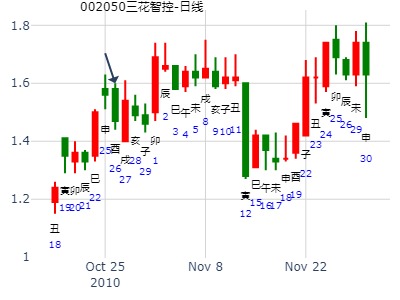 002050三花智控-日线
1.8
1.6
1.4
1.2
1
丑
18
寅
19
卯
20
辰
21
巳
22
申
25
酉
26
戌
27
亥
28
子
29
卯
1
辰
2
巳
3
午
4
未
5
戌
8
亥
9
子
10
丑
11
寅
12
巳
15
午
16
未
17
申
18
酉
19
子
22
丑
23
寅
24
卯
25
辰
26
未
29
申
30
Oct 25
2010
Nov 8
Nov 22